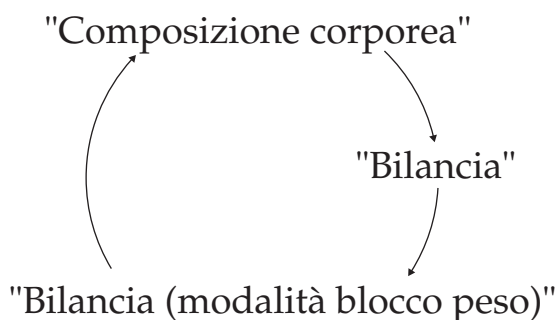 "Composizione corporea"
"Bilancia"
"Bilancia (modalità blocco peso)"